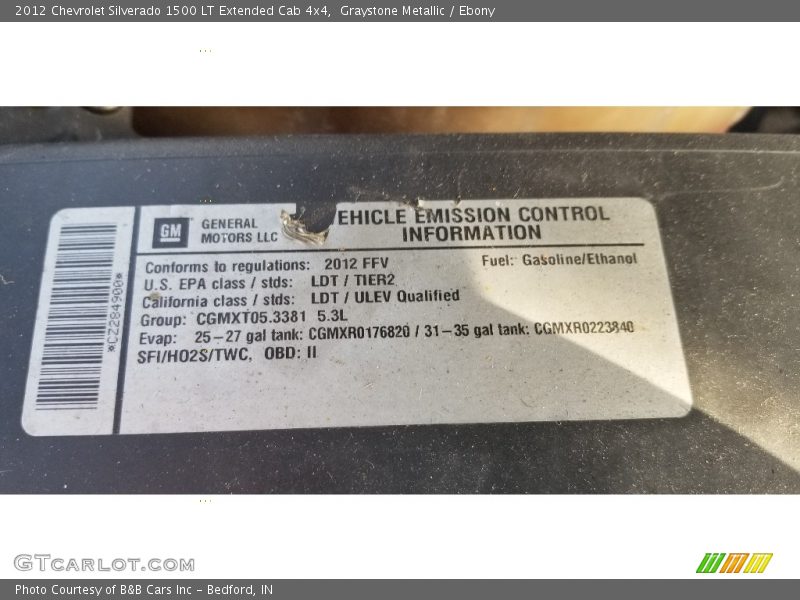 2012 Chevrolet Silverado 1500 LT Extended Cab 4x4, Graystone Metallic / Ebony
GM GENERAL MOTORS LLC
EHICLE EMISSION CONTROL
INFORMATION
Conforms to regulations: 2012 FFV Fuel: Gasoline/Ethanol
U.S. EPA class / stds: LDT / TIER2
California class / stds: LDT / ULEV Qualified
Group: CGMXT05.3381 5.3L
Evap: 25-27 gal tank: CGMXR0176820 / 31-35 gal tank: CGMXR0223840
SFI/HO2S/TWC, OBD: II
*CZ284900*
GTCARLOT.COM
Photo Courtesy of B&B Cars Inc - Bedford, IN